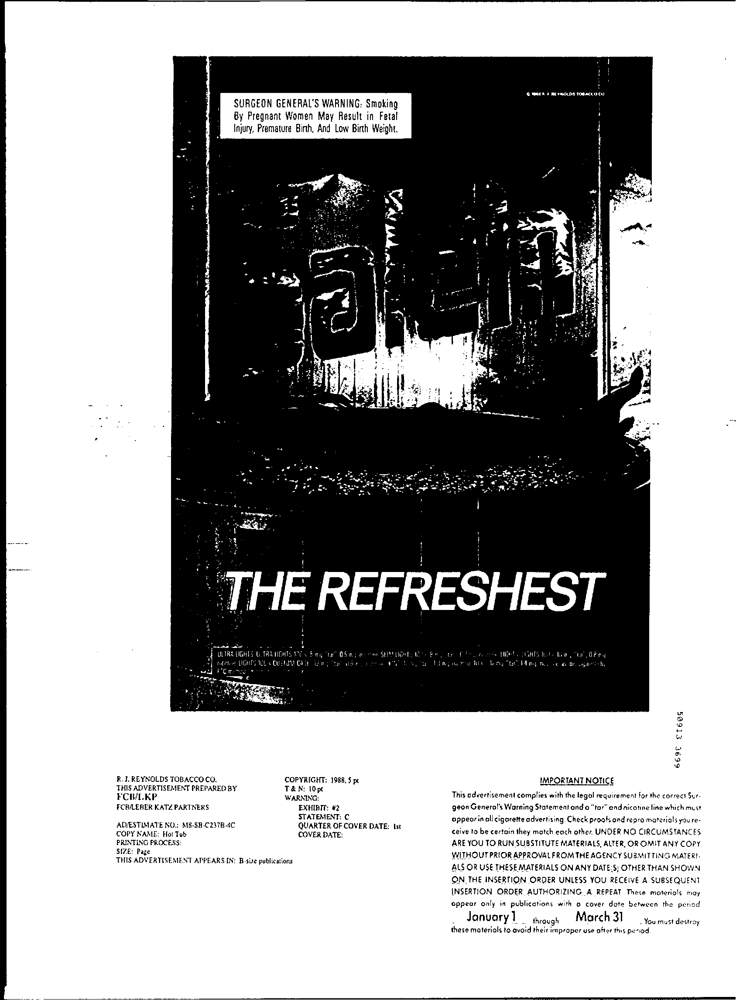 SURGEON GENERAL'S WARNING: Smoking
By Pregnant Women May Result in Fetal
Injury, Premature Birth, And Low Birth Weight.
R. J. REYNOLDS TOBACCO CO.
alem
THE REFRESHEST
50913 3699
R. J. REYNOLDS TOBACCO CO.
THIS ADVERTISEMENT PREPARED BY
FCB/LKP
FCB/LEBER KATZ PARTNERS
AD/ESTIMATE NO.: MS-SB-C237B-4C
COPY NAME: Hot Tub
PRINTING PROCESS:
SIZE: Page
THIS ADVERTISEMENT APPEARS IN: B-size publications
COPYRIGHT: 1988, 5 pt
T & N: 10 pt
WARNING:
EXHIBIT: #2
STATEMENT: C
QUARTER OF COVER DATE: 1st
COVER DATE:
IMPORTANT NOTICE
This advertisement complies with the legal requirement for the correct Sur-
geon General's Warning Statement and a "tar" and nicotine line which must
appear in all cigarette advertising. Check proofs and repro materials you re-
ceive to be certain they match each other. UNDER NO CIRCUMSTANCES
ARE YOU TO RUN SUBSTITUTE MATERIALS, ALTER, OR OMIT ANY COPY
WITHOUT PRIOR APPROVAL FROM THE AGENCY SUBMITTING MATERI-
ALS OR USE THESE MATERIALS ON ANY DATE(S) OTHER THAN SHOWN
ON THE INSERTION ORDER UNLESS YOU RECEIVE A SUBSEQUENT
INSERTION ORDER AUTHORIZING A REPEAT These materials may
appear only in publications with a cover date between the period
January 1 through March 31 . You must destroy
these materials to avoid their improper use after this period.